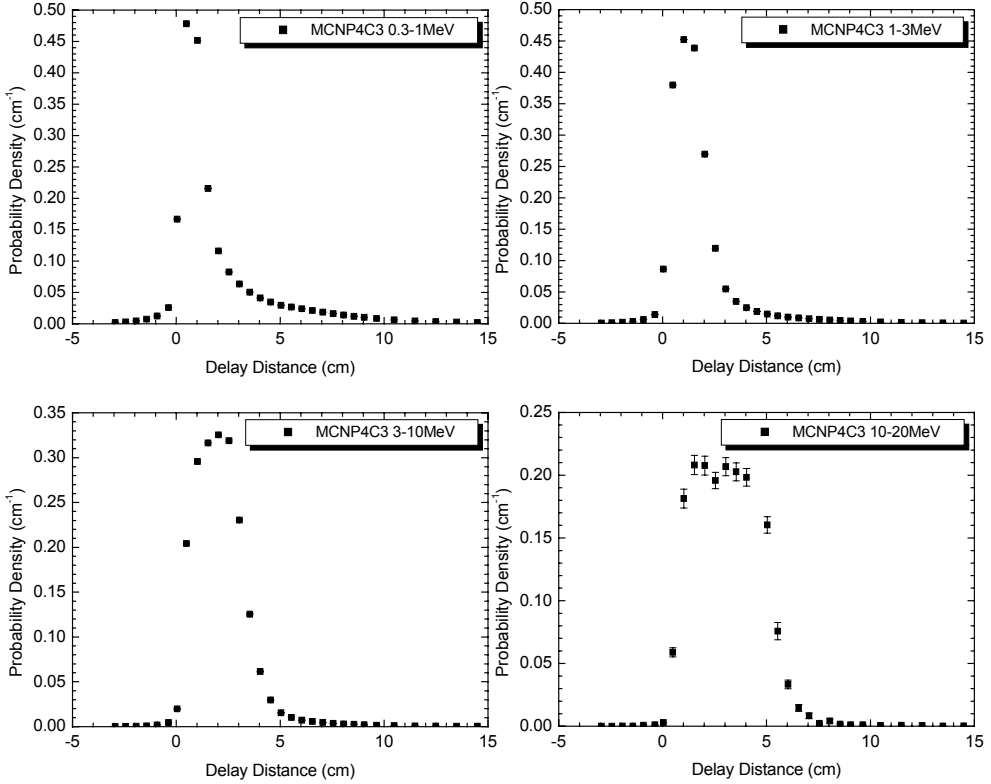 MCNP4C3 0.3-1MeV
0.50
0.45
0.40
0.35
0.30
0.25
0.20
0.15
0.10
0.05
0.00
Probability Density (cm⁻¹)
-5 0 5 10 15
Delay Distance (cm)
MCNP4C3 1-3MeV
0.50
0.45
0.40
0.35
0.30
0.25
0.20
0.15
0.10
0.05
0.00
Probability Density (cm⁻¹)
-5 0 5 10 15
Delay Distance (cm)
MCNP4C3 3-10MeV
0.35
0.30
0.25
0.20
0.15
0.10
0.05
0.00
Probability Density (cm⁻¹)
-5 0 5 10 15
Delay Distance (cm)
MCNP4C3 10-20MeV
0.25
0.20
0.15
0.10
0.05
0.00
Probability Density (cm⁻¹)
-5 0 5 10 15
Delay Distance (cm)